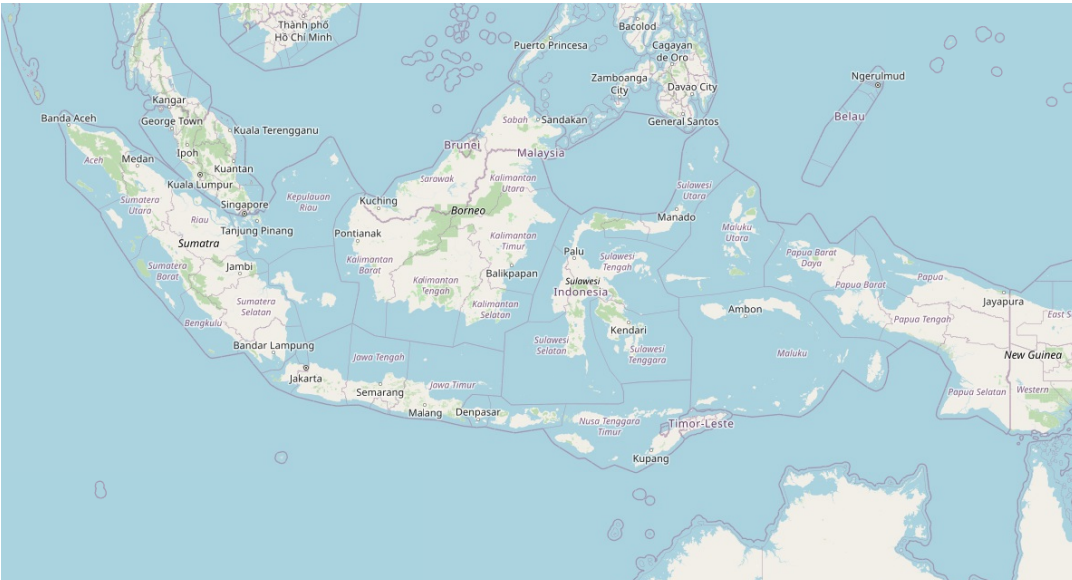 Thành phố
Hồ Chí Minh
Bacolod
Puerto Princesa
Cagayan
de Oro
Zamboanga
City
Davao City
Ngerulmud
Kangar
Banda Aceh
George Town
Kuala Terengganu
Sabah
Sandakan
General Santos
Belau
Brunei
Malaysia
Ipoh
Aceh
Medan
Kuantan
Kuala Lumpur
Sarawak
Kalimantan
Utara
Sulawesi
Utara
Sumatera
Utara
Kepulauan
Riau
Kuching
Singapore
Borneo
Riau
Manado
Tanjung Pinang
Pontianak
Maluku
Utara
Sumatra
Kalimantan
Timur
Palu
Papua Barat
Daya
Sumatera
Barat
Jambi
Kalimantan
Barat
Sulawesi
Tengah
Balikpapan
Papua
Kalimantan
Tengah
Sulawesi
Indonesia
Papua Barat
Sumatera
Selatan
Kalimantan
Selatan
Jayapura
Ambon
Papua Tengah
East S
Bengkulu
Kendari
Bandar Lampung
Sulawesi
Selatan
Sulawesi
Tenggara
Jawa Tengah
Maluku
New Guinea
Jakarta
Jawa Timur
Semarang
Papua Selatan
Western
Malang
Denpasar
Nusa Tenggara
Timur
Timor-Leste
Kupang